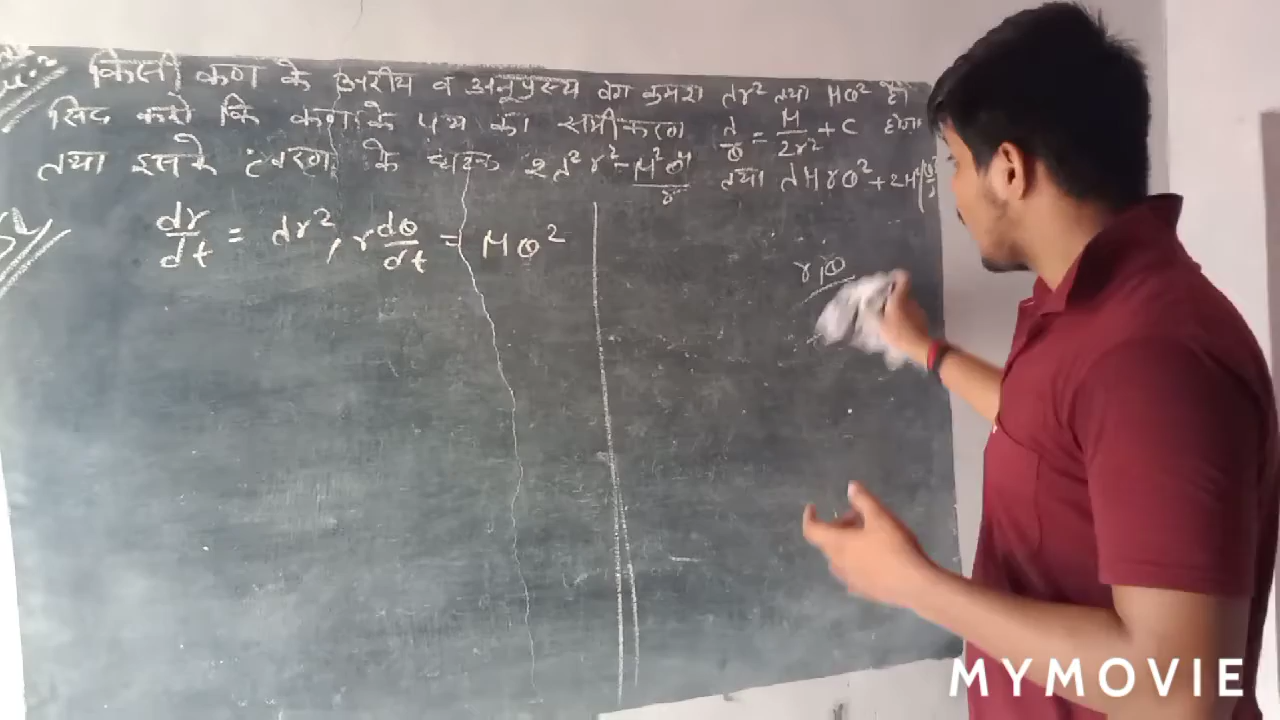 किसी कण के अरीय व अनुप्रस्थ वेग क्रमशः λr² तथा μθ² हो
सिद्ध करो कि कण के पथ का समीकरण λ/θ = μ/2r² + c होगा
तथा इसके त्वरण के घटक 2λ²r³ - μ²θ⁴/r तथा λμrθ² + 2μ²
dr/dt = λr², r dθ/dt = μθ²
r, θ
MYMOVIE